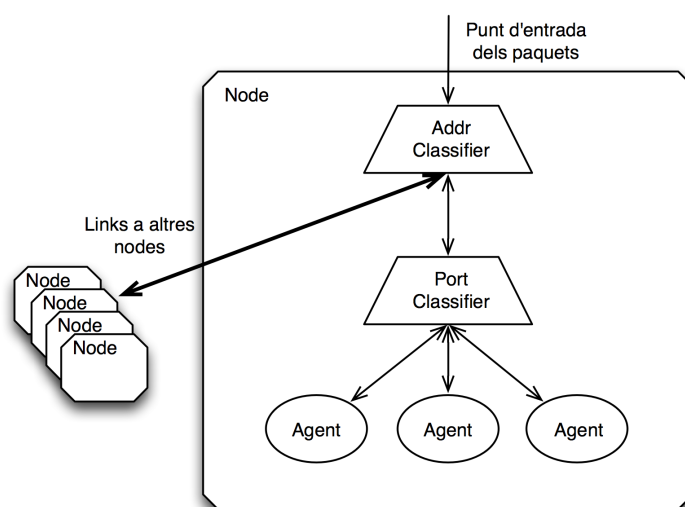 Punt d'entrada
dels paquets
Node
Addr
Classifier
Links a altres
nodes
Port
Classifier
Node
Node
Node
Node
Agent
Agent
Agent